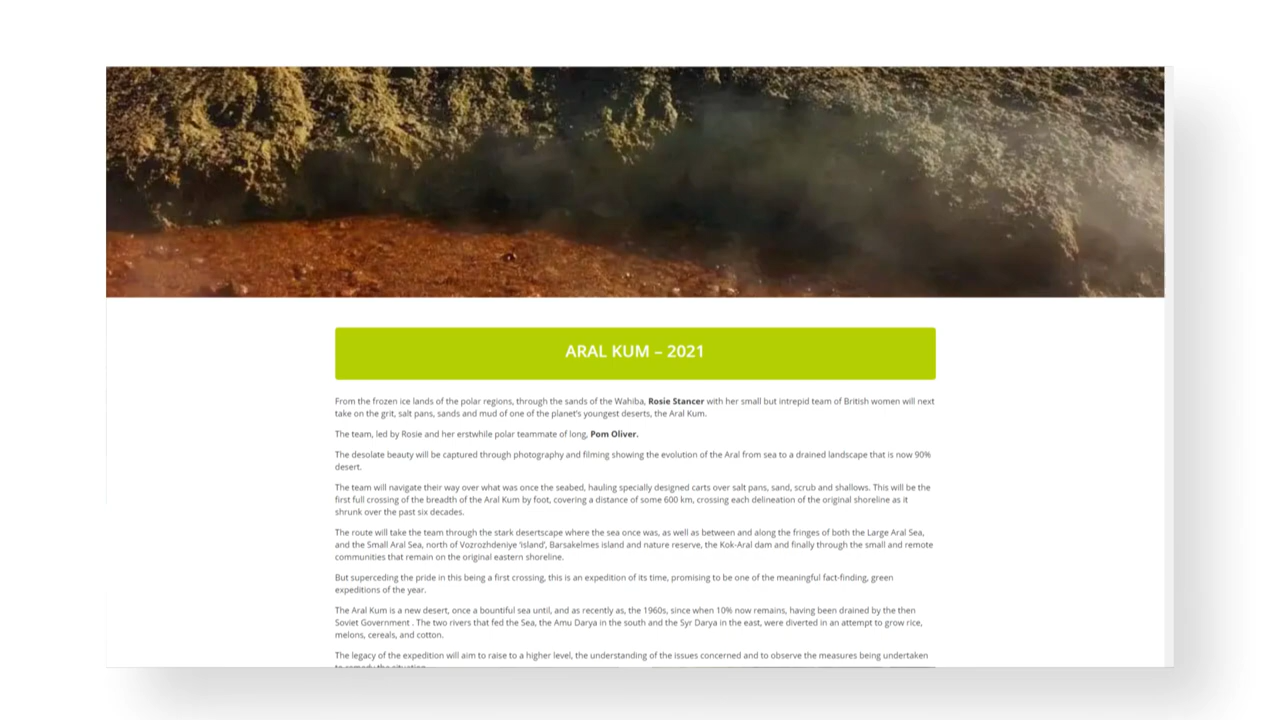 ARAL KUM – 2021
From the frozen ice lands of the polar regions, through the sands of the Wahiba, Rosie Stancer with her small but intrepid team of British women will next
take on the grit, salt pans, sands and mud of one of the planet's youngest deserts, the Aral Kum.
The team, led by Rosie and her erstwhile polar teammate of long, Pom Oliver.
The desolate beauty will be captured through photography and filming showing the evolution of the Aral from sea to a drained landscape that is now 90%
desert.
The team will navigate their way over what was once the seabed, hauling specially designed carts over salt pans, sand, scrub and shallows. This will be the
first full crossing of the breadth of the Aral Kum by foot, covering a distance of some 600 km, crossing each delineation of the original shoreline as it
shrunk over the past six decades.
The route will take the team through the stark desertscape where the sea once was, as well as between and along the fringes of both the Large Aral Sea,
and the Small Aral Sea, north of Vozrozhdeniye 'island', Barsakelmes island and nature reserve, the Kok-Aral dam and finally through the small and remote
communities that remain on the original eastern shoreline.
But superceding the pride in this being a first crossing, this is an expedition of its time, promising to be one of the meaningful fact-finding, green
expeditions of the year.
The Aral Kum is a new desert, once a bountiful sea until, and as recently as, the 1960s, since when 10% now remains, having been drained by the then
Soviet Government . The two rivers that fed the Sea, the Amu Darya in the south and the Syr Darya in the east, were diverted in an attempt to grow rice,
melons, cereals, and cotton.
The legacy of the expedition will aim to raise to a higher level, the understanding of the issues concerned and to observe the measures being undertaken
to remedy the situation.